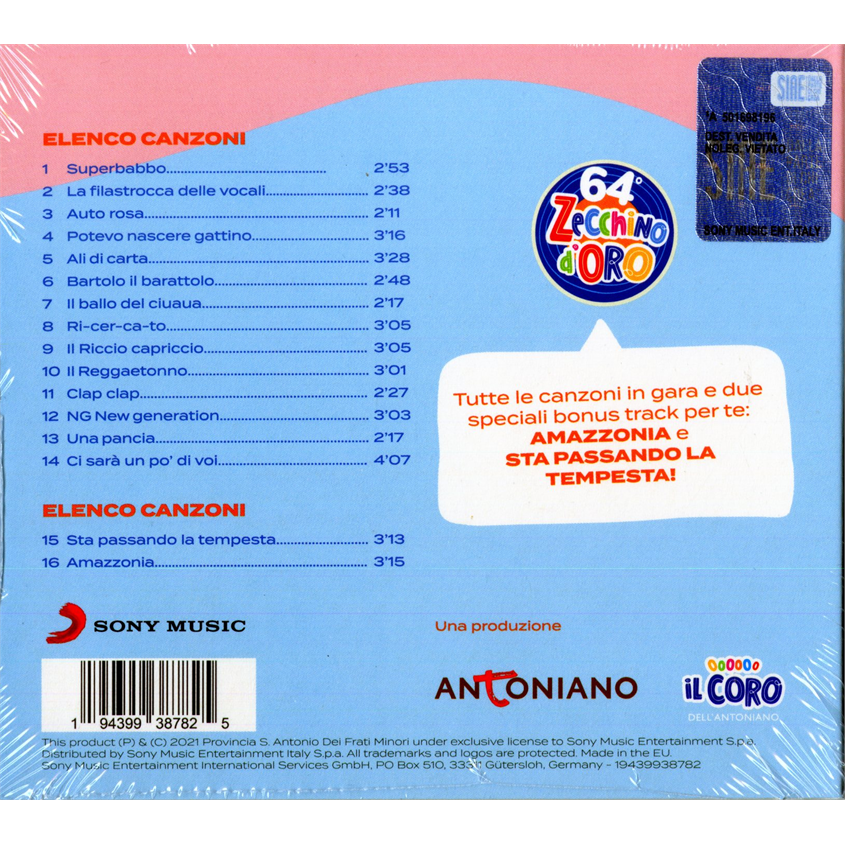 ELENCO CANZONI
1 Superbabbo............................................ 2'53
2 La filastrocca delle vocali............................ 2'38
3 Auto rosa.............................................................. 2'11
4 Potevo nascere gattino................................ 3'16
5 Ali di carta............................................................ 3'28
6 Bartolo il barattolo.......................................... 2'48
7 Il ballo del ciuaua.............................................. 2'17
8 Ri-cer-ca-to........................................................ 3'05
9 Il Riccio capriccio.............................................. 3'05
10 Il Reggaetonno.................................................. 3'01
11 Clap clap................................................................ 2'27
12 NG New generation........................................ 3'03
13 Una pancia............................................................ 2'17
14 Ci sarà un po' di voi.......................................... 4'07
ELENCO CANZONI
15 Sta passando la tempesta......................... 3'13
16 Amazzonia............................................................ 3'15
SIAE
*A 501698196
DEST. VENDITA
NOLEG. VIETATO
SIAE
SONY MUSIC ENT.ITALY
64°
Zecchino
d'ORO
Tutte le canzoni in gara e due
speciali bonus track per te:
AMAZZONIA e
STA PASSANDO LA
TEMPESTA!
SONY MUSIC
Una produzione
ANTONIANO
IL CORO
DELL'ANTONIANO
1 94399 38782 5
This product (P) & (C) 2021 Provincia S. Antonio Dei Frati Minori under exclusive license to Sony Music Entertainment S.p.a.
Distributed by Sony Music Entertainment Italy S.p.a. All trademarks and logos are protected. Made in the EU.
Sony Music Entertainment International Services GmbH, PO Box 510, 33311 Gütersloh, Germany - 19439938782